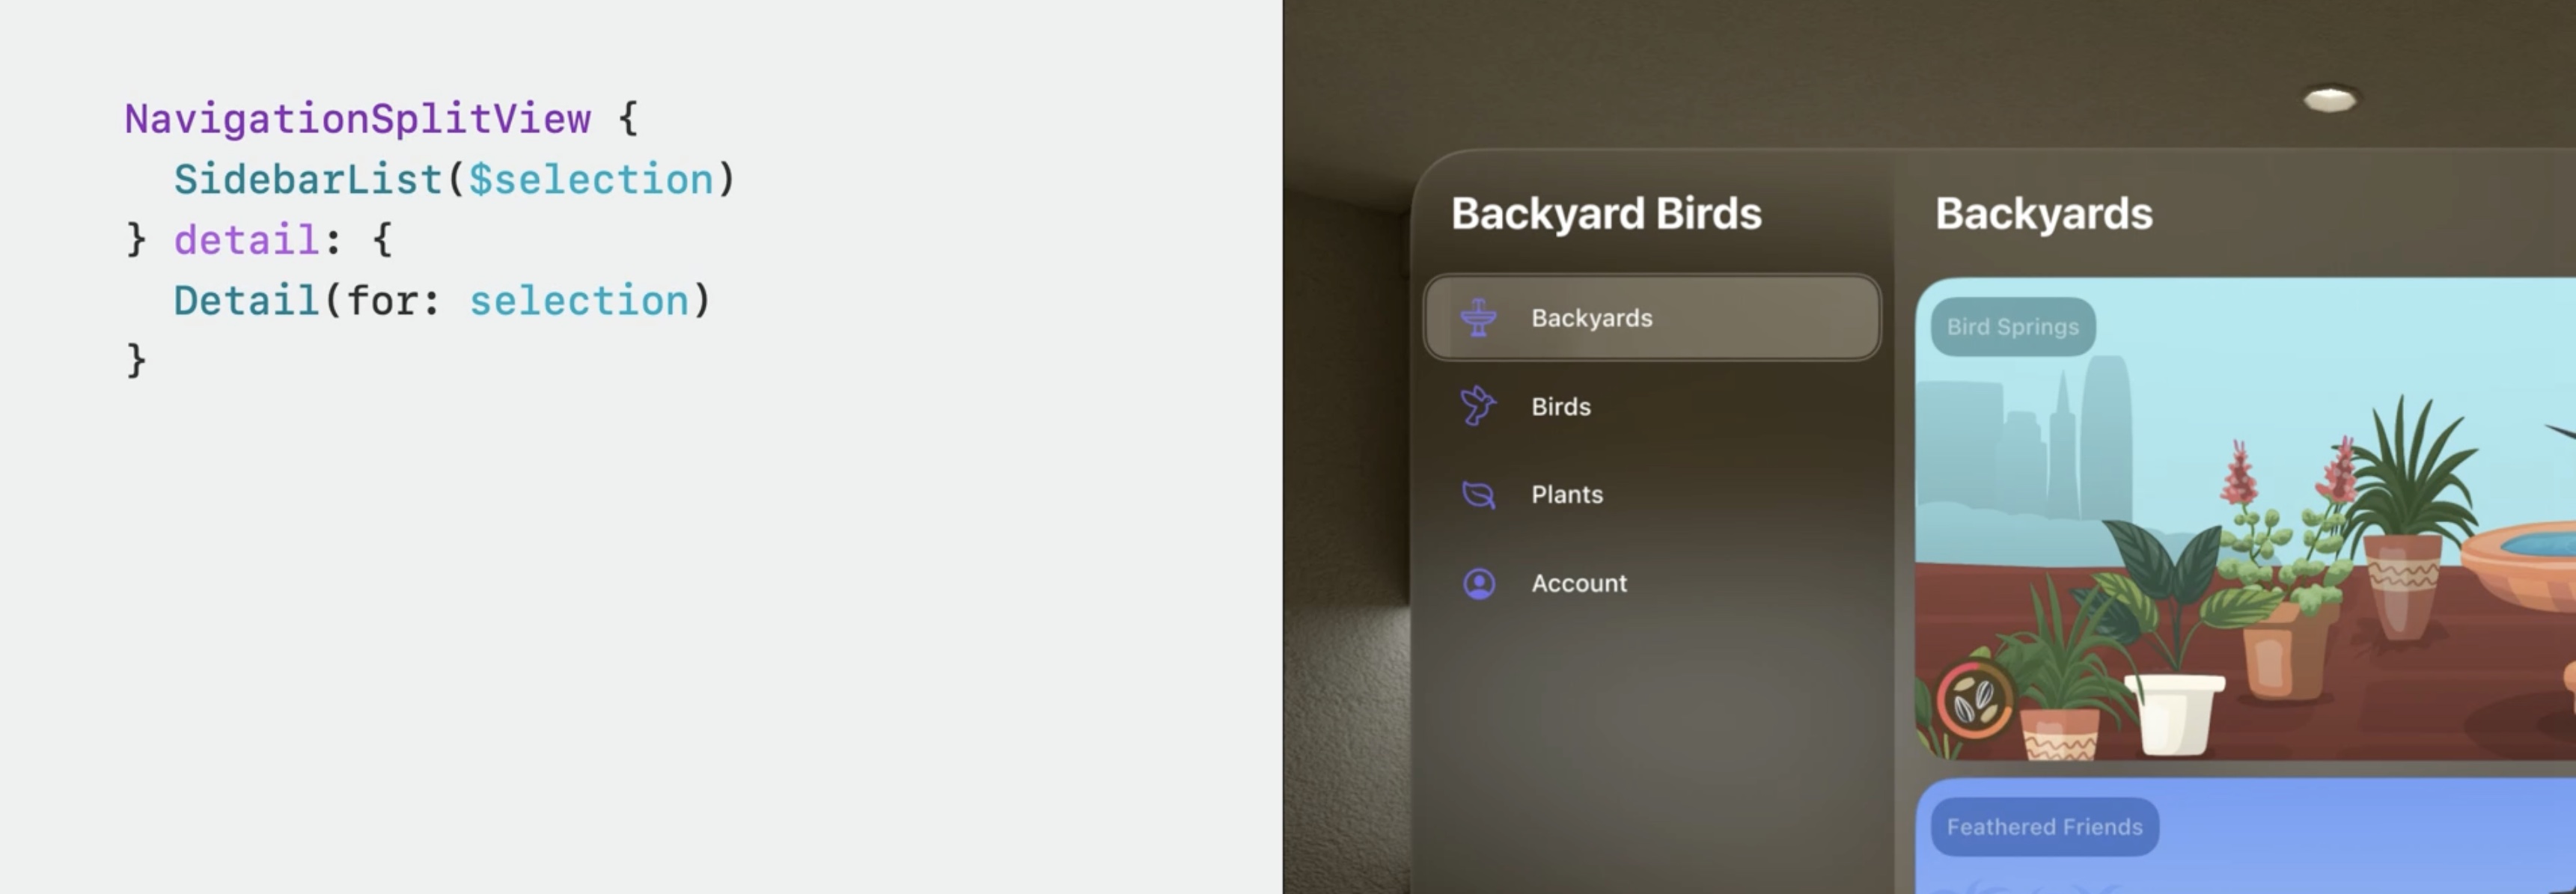 NavigationSplitView {
  SidebarList($selection)
} detail: {
  Detail(for: selection)
}
Backyard Birds
Backyards
Birds
Plants
Account
Backyards
Bird Springs
Feathered Friends